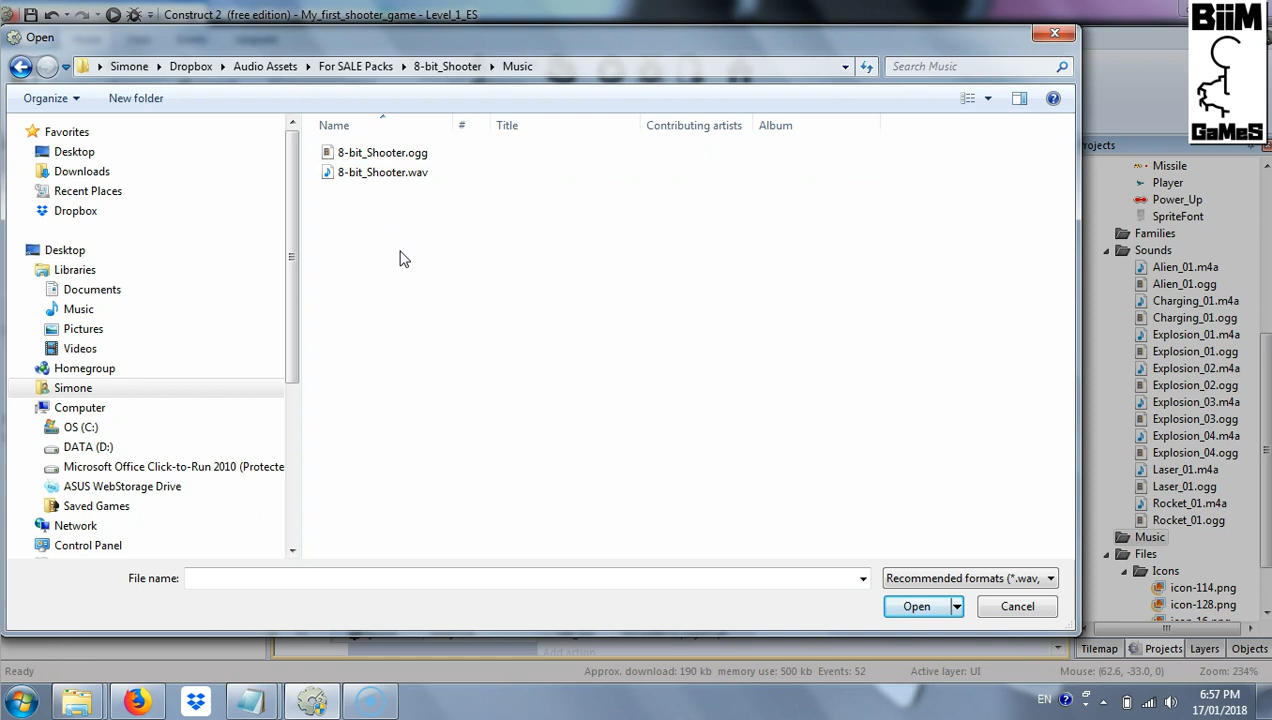 Construct 2 (free edition) - My_first_shooter_game - Level_1_ES
BiiM
GaMeS
Open
Simone Dropbox Audio Assets For SALE Packs 8-bit_Shooter Music
Search Music
Organize New folder
Name # Title Contributing artists Album
8-bit_Shooter.ogg
8-bit_Shooter.wav
Favorites
Desktop
Downloads
Recent Places
Dropbox
Desktop
Libraries
Documents
Music
Pictures
Videos
Homegroup
Simone
Computer
OS (C:)
DATA (D:)
Microsoft Office Click-to-Run 2010 (Protecte
ASUS WebStorage Drive
Saved Games
Network
Control Panel
File name:
Recommended formats (*.wav,
Open Cancel
Projects
Missile
Player
Power_Up
SpriteFont
Families
Sounds
Alien_01.m4a
Alien_01.ogg
Charging_01.m4a
Charging_01.ogg
Explosion_01.m4a
Explosion_01.ogg
Explosion_02.m4a
Explosion_02.ogg
Explosion_03.m4a
Explosion_03.ogg
Explosion_04.m4a
Explosion_04.ogg
Laser_01.m4a
Laser_01.ogg
Rocket_01.m4a
Rocket_01.ogg
Music
Files
Icons
icon-114.png
icon-128.png
Add action
Tilemap Projects Layers Objects
Ready Approx. download: 190 kb memory use: 500 kb Events: 52 Active layer: UI Mouse: (62.6, -33.0, 0) Zoom: 234%
EN
6:57 PM
17/01/2018